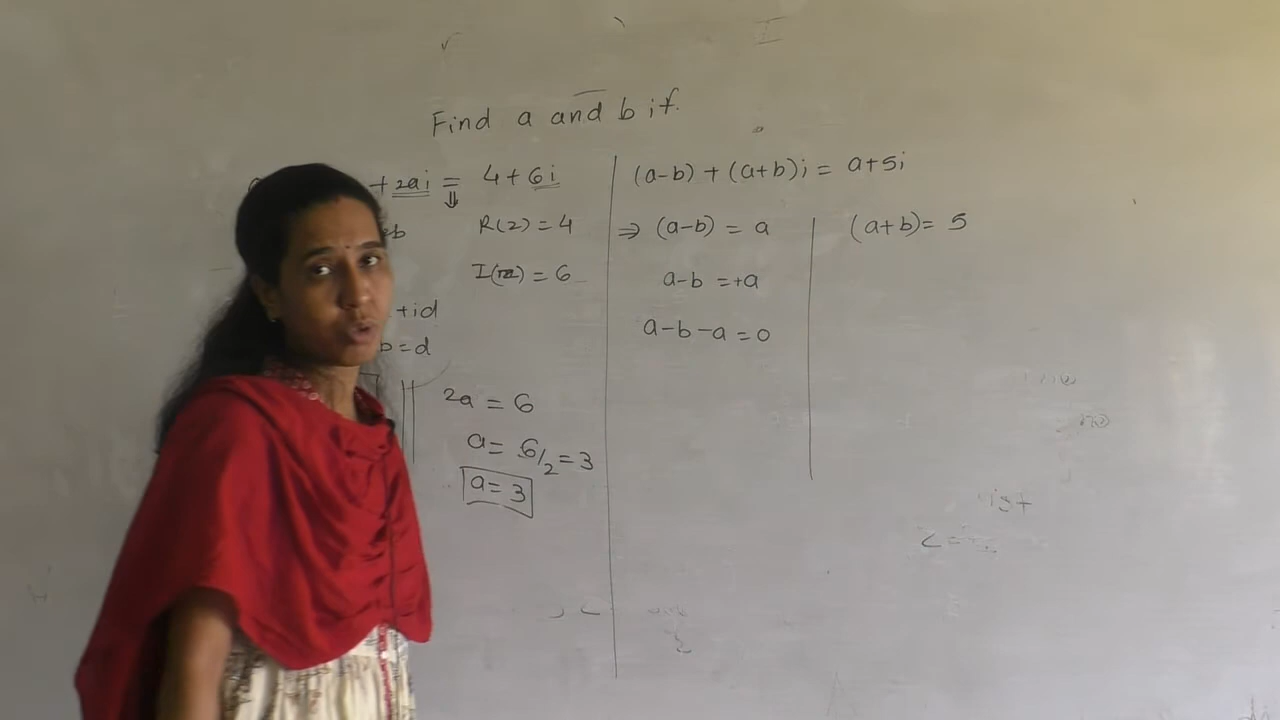 Find a and b if.
+ 2ai = 4 + 6i
⇓
R(z) = 4
I(z) = 6
+id
b = d
2a = 6
a = 6/2 = 3
a = 3
(a-b) + (a+b)i = a+5i
⇒ (a-b) = a
a-b = +a
a-b-a = 0
(a+b) = 5